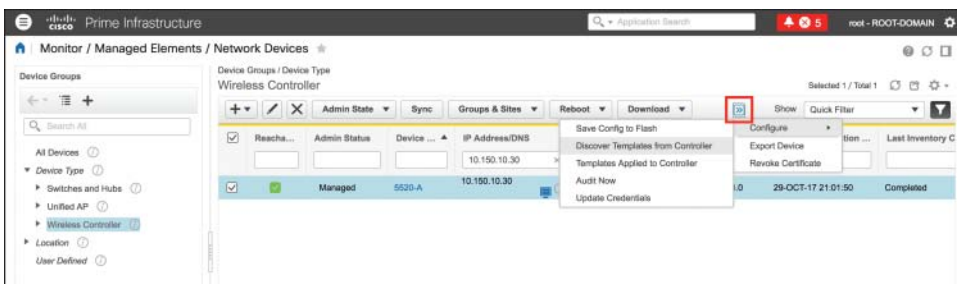 cisco Prime Infrastructure
Application Search
5
root - ROOT-DOMAIN
Monitor / Managed Elements / Network Devices
Device Groups
Device Groups / Device Type
Wireless Controller
Selected 1 / Total 1
Admin State
Sync
Groups & Sites
Reboot
Download
Show
Quick Filter
Search All
All Devices
Device Type
Switches and Hubs
Unified AP
Wireless Controller
Location
User Defined
Reacha...
Admin Status
Device ...
IP Address/DNS
tion ...
Last Inventory C
10.150.10.30
Managed
5520-A
10.150.10.30
.0
29-OCT-17 21:01:50
Completed
Save Config to Flash
Discover Templates from Controller
Templates Applied to Controller
Audit Now
Update Credentials
Configure
Export Device
Revoke Certificate